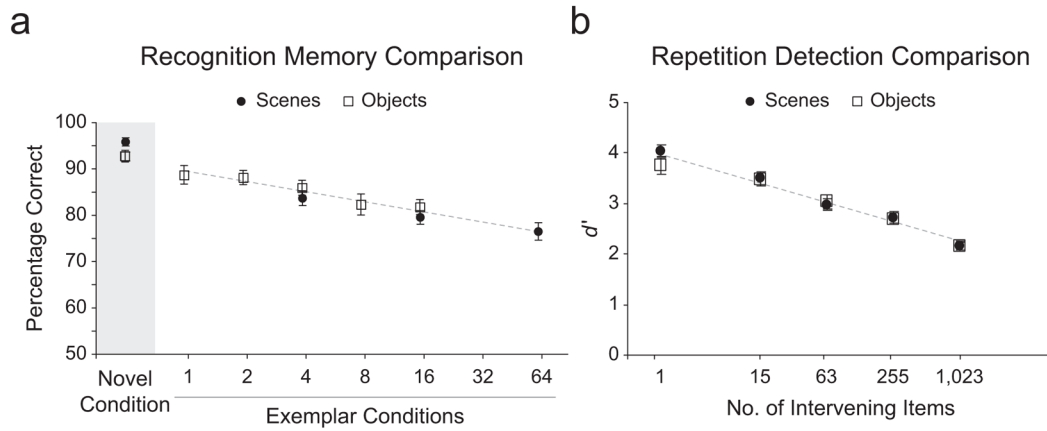 a
Recognition Memory Comparison
Scenes Objects
100
90
80
70
60
50
Percentage Correct
Novel Condition
1 2 4 8 16 32 64
Exemplar Conditions
b
Repetition Detection Comparison
Scenes Objects
5
4
3
2
1
0
d'
1 15 63 255 1,023
No. of Intervening Items